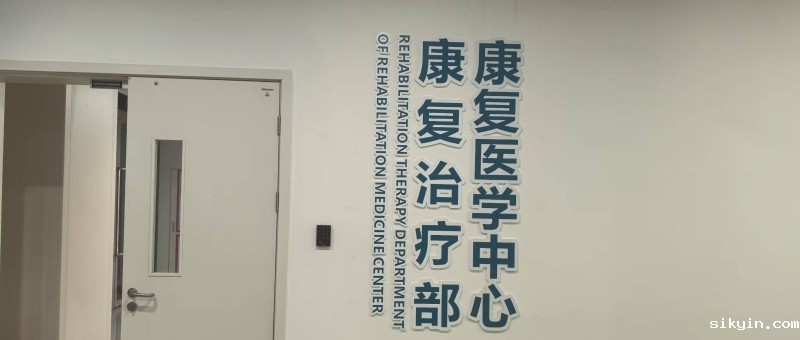 康复医学中心
康复治疗部
REHABILITATION THERAPY DEPARTMENT
OF REHABILITATION MEDICINE CENTER
sikyin.com